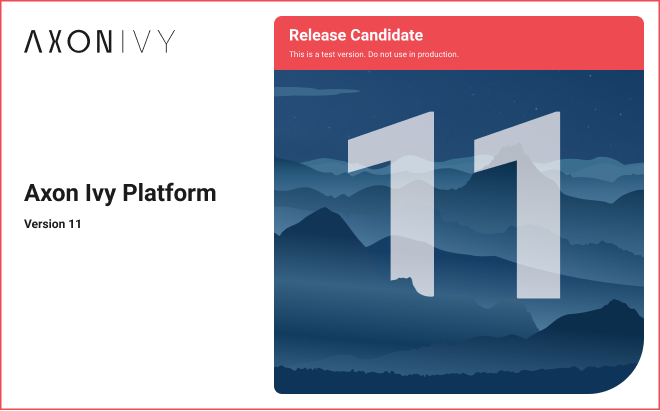 AXONIVY
Axon Ivy Platform
Version 11
Release Candidate
This is a test version. Do not use in production.
11